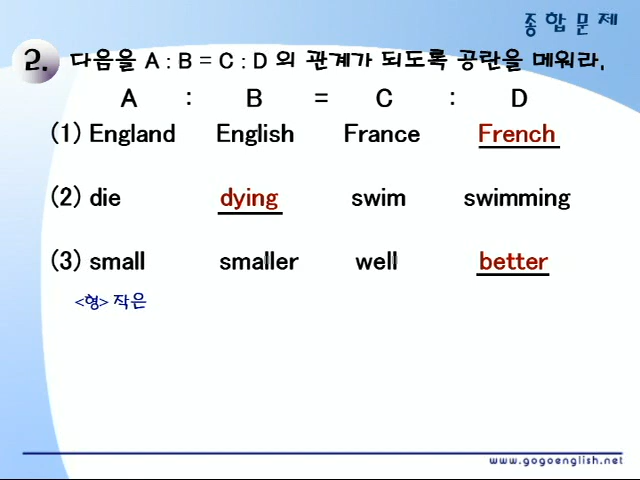 종합문제
2. 다음을 A : B = C : D 의 관계가 되도록 공란을 메워라.
A : B = C : D
(1) England English France French
(2) die dying swim swimming
(3) small smaller well better
<형> 작은
www.gogoenglish.net